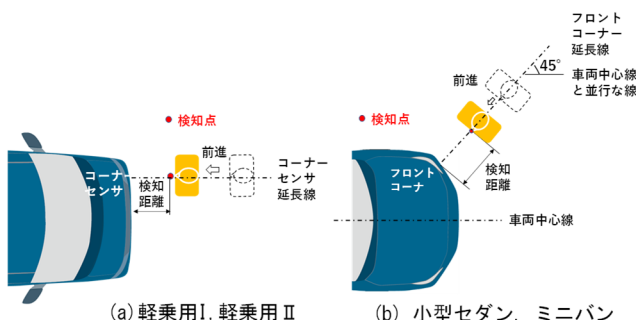 フロント
コーナー
延長線
45°
車両中心線
と並行な線
前進
検知点
検知点
前進
コーナー
センサ
延長線
コーナー
センサ
検知
距離
フロント
コーナ
検知
距離
車両中心線
(a)軽乗用Ⅰ,軽乗用Ⅱ
(b) 小型セダン, ミニバン